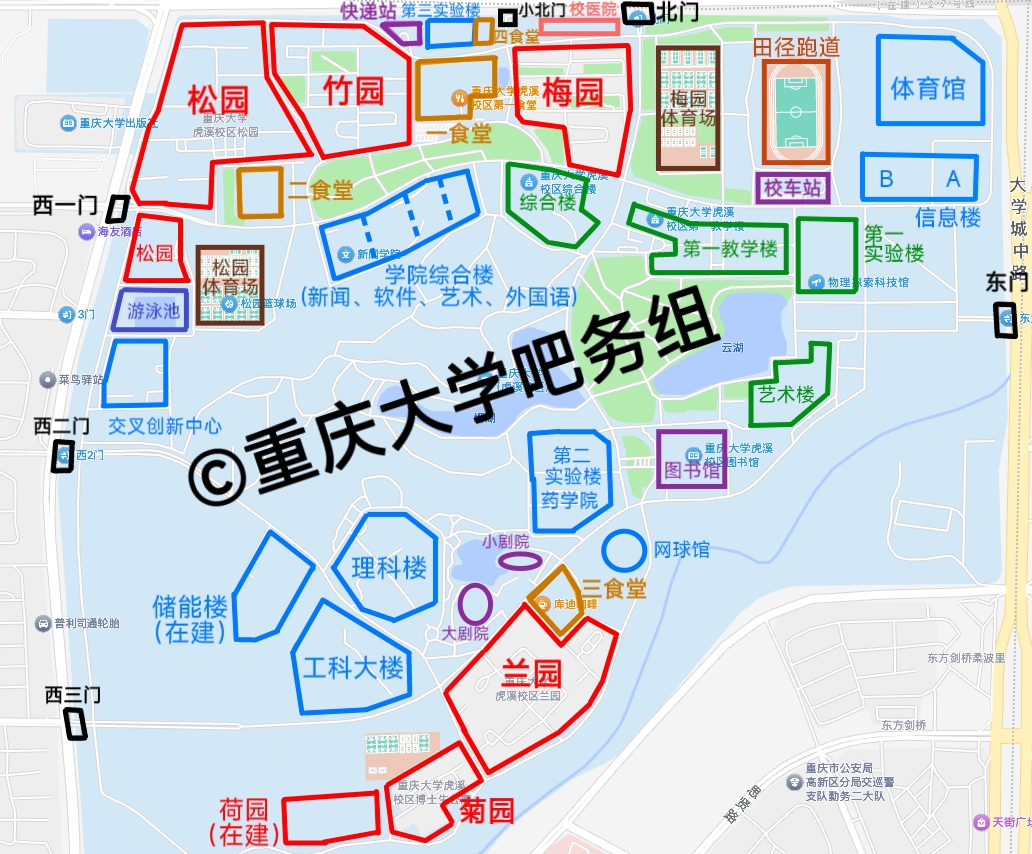 快递站
第三实验楼
小北门
校医院
北门
(在建)27号线
四食堂
松园
竹园
梅园
田径跑道
体育馆
重庆大学虎溪
校区第一食堂
一食堂
梅园
体育场
重庆大学出版社
重庆大学
虎溪校区松园
二食堂
重庆大学虎溪
校区综合楼
综合楼
校车站
B
A
信息楼
大学城中路
西一门
海友酒店
重庆大学虎溪
校区第一教学楼
第一教学楼
第一
实验楼
松园
松园
体育场
新闻学院
学院综合楼
(新闻、软件、艺术、外国语)
物理探索科技馆
东门
游泳池
松园篮球场
3门
云湖
©重庆大学吧务组
菜鸟驿站
艺术楼
西二门
西2门
交叉创新中心
第二
实验楼
药学院
重庆大学虎溪
校区图书馆
图书馆
小剧院
网球馆
理科楼
三食堂
库迪咖啡
储能楼
(在建)
大剧院
普利司通轮胎
工科大楼
兰园
虎溪校区兰园
东方剑桥柔波里
西三门
东方剑桥
重庆市公安局
高新区分局交巡警
支队勤务二大队
思贤路
重庆大学虎溪
菊园
荷园
(在建)
天街广场